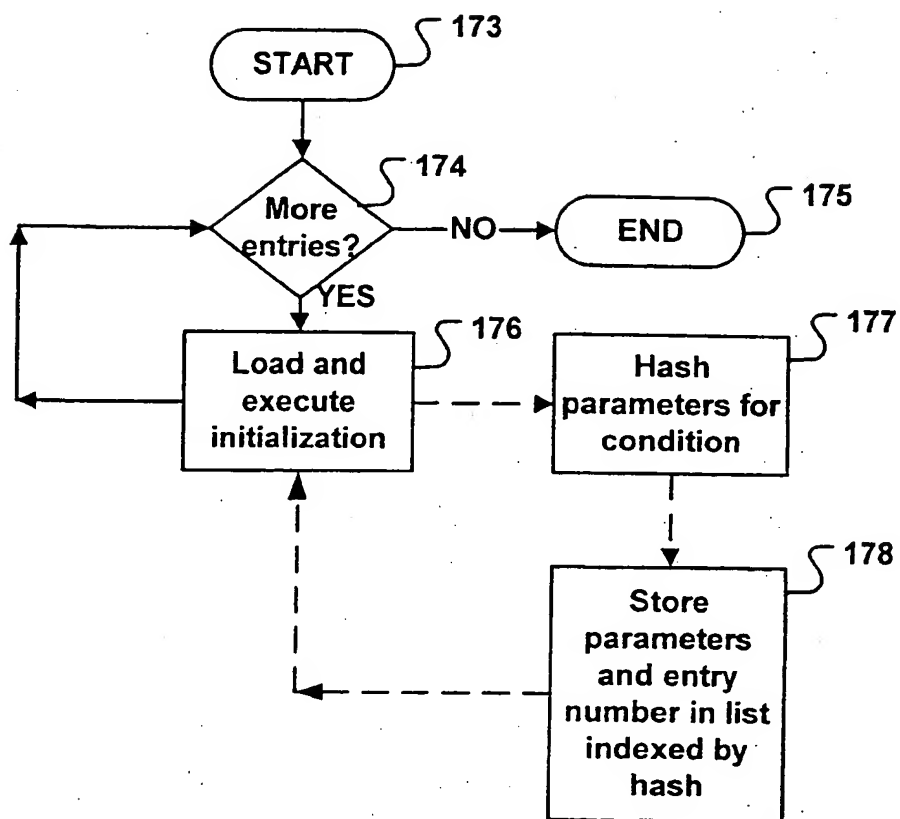 173
START
174
More
entries?
NO
175
END
YES
176
Load and
execute
initialization
177
Hash
parameters for
condition
178
Store
parameters
and entry
number in list
indexed by
hash